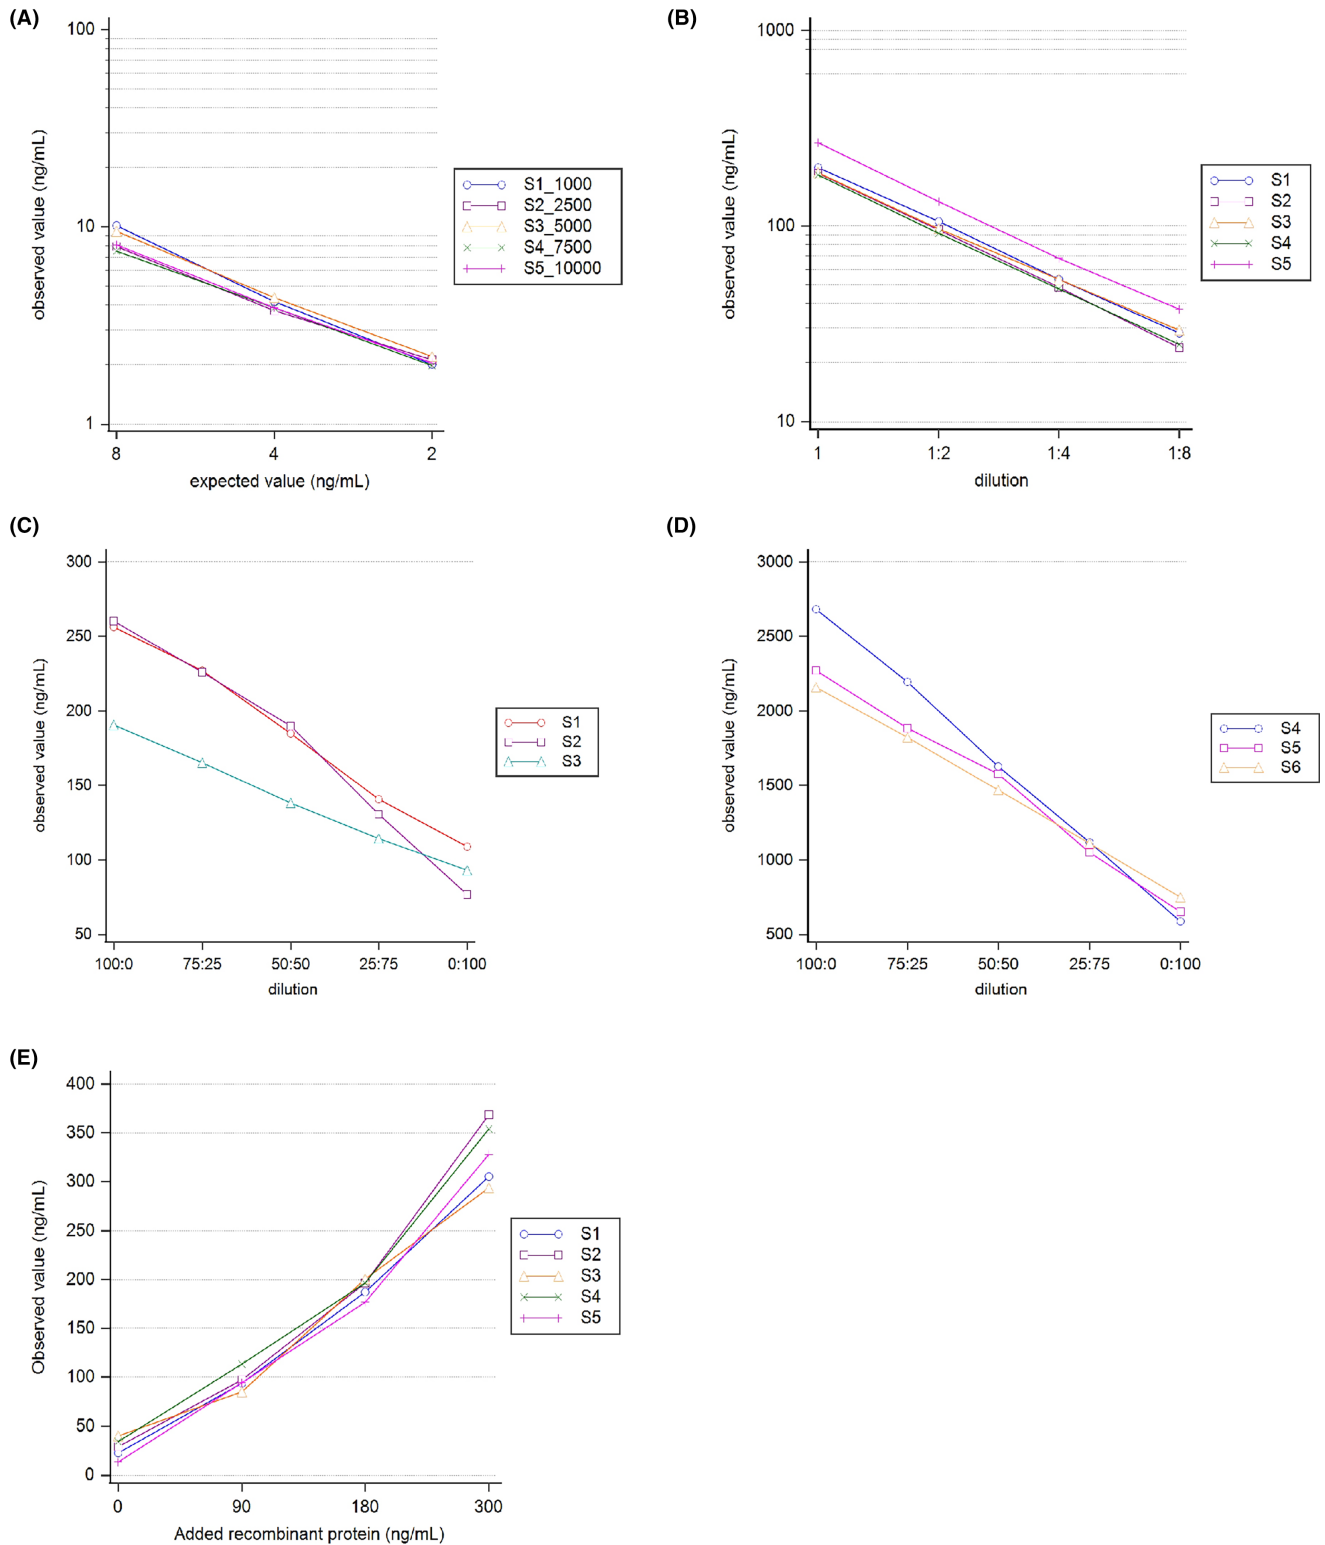 (A)
100
10
1
observed value (ng/mL)
8
4
2
expected value (ng/mL)
S1_1000
S2_2500
S3_5000
S4_7500
S5_10000
(B)
1000
100
10
observed value (ng/mL)
1
1:2
1:4
1:8
dilution
S1
S2
S3
S4
S5
(C)
300
250
200
150
100
50
observed value (ng/mL)
100:0
75:25
50:50
25:75
0:100
dilution
S1
S2
S3
(D)
3000
2500
2000
1500
1000
500
observed value (ng/mL)
100:0
75:25
50:50
25:75
0:100
dilution
S4
S5
S6
(E)
400
350
300
250
200
150
100
50
0
Observed value (ng/mL)
0
90
180
300
Added recombinant protein (ng/mL)
S1
S2
S3
S4
S5